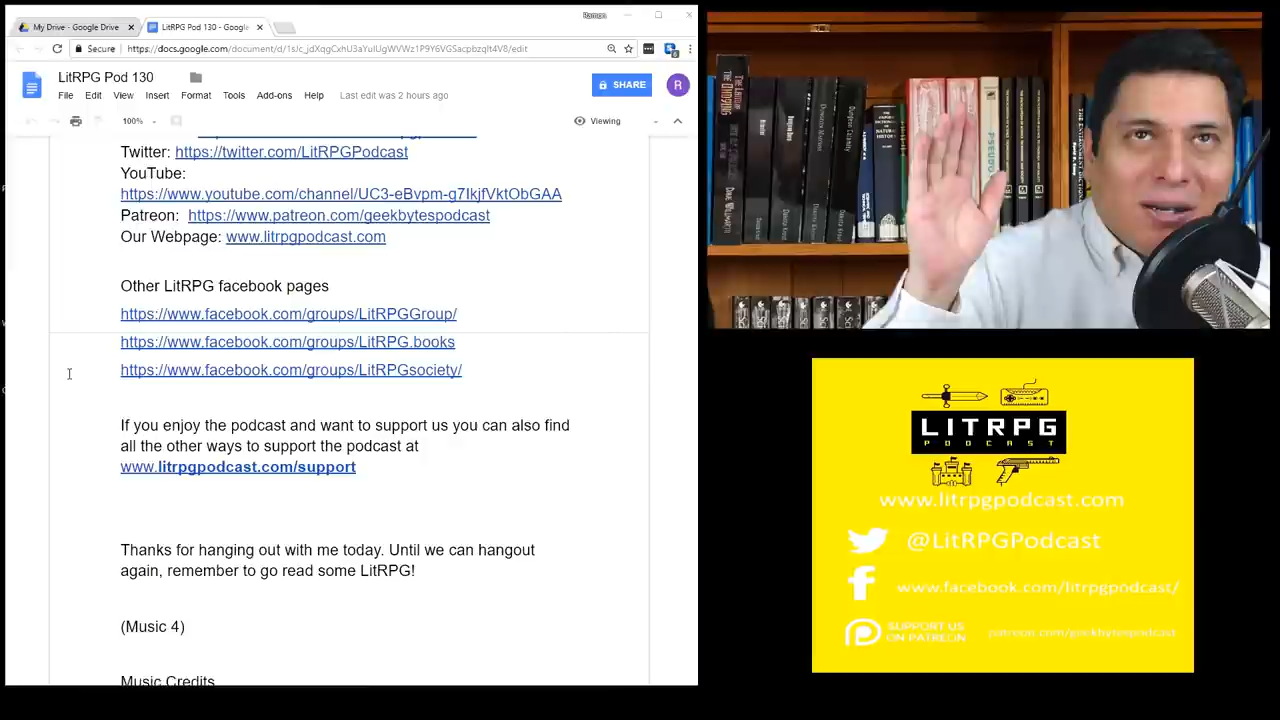 Ramon
My Drive - Google Drive
LitRPG Pod 130 - Google
Secure
LitRPG Pod 130
SHARE
R
File Edit View Insert Format Tools Add-ons Help Last edit was 2 hours ago
100%
Viewing
Twitter: https://twitter.com/LitRPGPodcast
YouTube:
https://www.youtube.com/channel/UC3-eBvpm-g7IkjfVktObGAA
Patreon: https://www.patreon.com/geekbytespodcast
Our Webpage: www.litrpgpodcast.com
Other LitRPG facebook pages
https://www.facebook.com/groups/LitRPGGroup/
https://www.facebook.com/groups/LitRPG.books
https://www.facebook.com/groups/LitRPGsociety/
If you enjoy the podcast and want to support us you can also find
all the other ways to support the podcast at
www.litrpgpodcast.com/support
Thanks for hanging out with me today. Until we can hangout
again, remember to go read some LitRPG!
(Music 4)
Music Credits
LITRPG
PODCAST
www.litrpgpodcast.com
@LitRPGPodcast
www.facebook.com/litrpgpodcast/
SUPPORT US
ON PATREON
patreon.com/geekbytespodcast